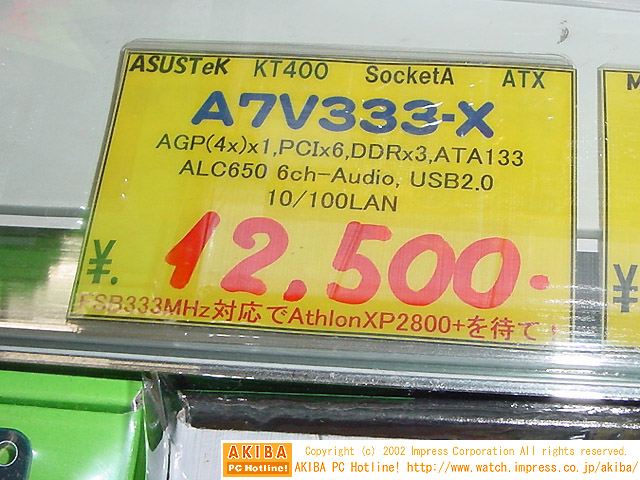 ASUSTeK KT400 SocketA ATX
A7V333-X
AGP(4x)x1,PCIx6,DDRx3,ATA133
ALC650 6ch-Audio, USB2.0
10/100LAN
¥. 12,500-
FSB333MHz対応でAthlonXP2800+を待て!
M
¥
AKIBA
PC Hotline!
Copyright (c) 2002 Impress Corporation All rights reserved.
AKIBA PC Hotline! http://www.watch.impress.co.jp/akiba/